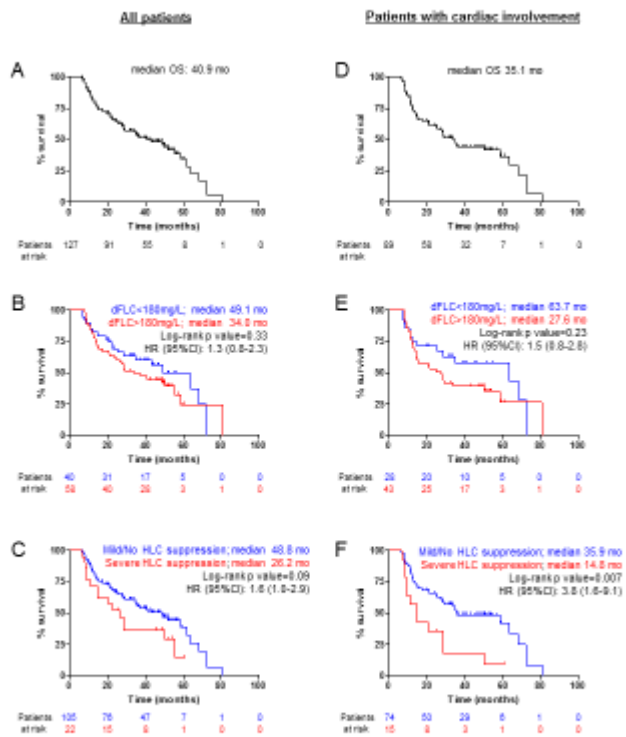 All patients
Patients with cardiac involvement
A
median OS: 40.9 mo
% survival
100
75
50
25
0
0 20 40 60 80 100
Time (months)
Patients at risk
127 91 55 8 1 0
D
median OS 35.1 mo
% survival
100
75
50
25
0
0 20 40 60 80 100
Time (months)
Patients at risk
89 58 32 7 1 0
B
dFLC<180mg/L; median 49.1 mo
dFLC>180mg/L; median 34.0 mo
Log-rank p value=0.33
HR (95%CI): 1.3 (0.8-2.3)
% survival
100
75
50
25
0
0 20 40 60 80 100
Time (months)
Patients at risk
40 31 17 5 0 0
58 40 28 3 1 0
E
dFLC<180mg/L; median 63.7 mo
dFLC>180mg/L; median 27.6 mo
Log-rank p value=0.23
HR (95%CI): 1.5 (0.8-2.8)
% survival
100
75
50
25
0
0 20 40 60 80 100
Time (months)
Patients at risk
28 20 10 5 0 0
43 25 17 3 1 0
C
Mild/No HLC suppression; median 48.8 mo
Severe HLC suppression; median 26.2 mo
Log-rank p value=0.09
HR (95%CI): 1.6 (1.0-2.9)
% survival
100
75
50
25
0
0 20 40 60 80 100
Time (months)
Patients at risk
105 76 47 7 1 0
22 15 8 1 0 0
F
Mild/No HLC suppression; median 35.9 mo
Severe HLC suppression; median 14.8 mo
Log-rank p value=0.007
HR (95%CI): 3.8 (1.6-9.1)
% survival
100
75
50
25
0
0 20 40 60 80 100
Time (months)
Patients at risk
74 50 29 6 1 0
15 8 3 1 0 0